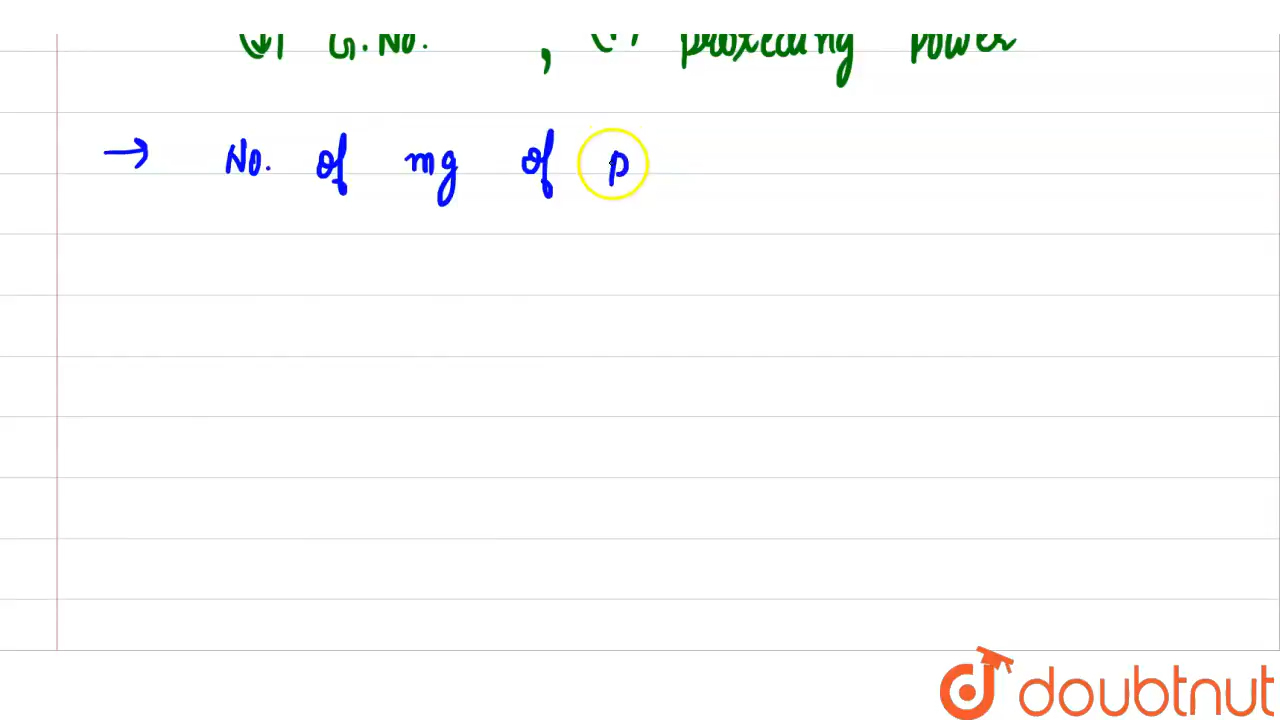 (↓) G.No. , (↑) protecting power
→ No. of mg of p
doubtnut